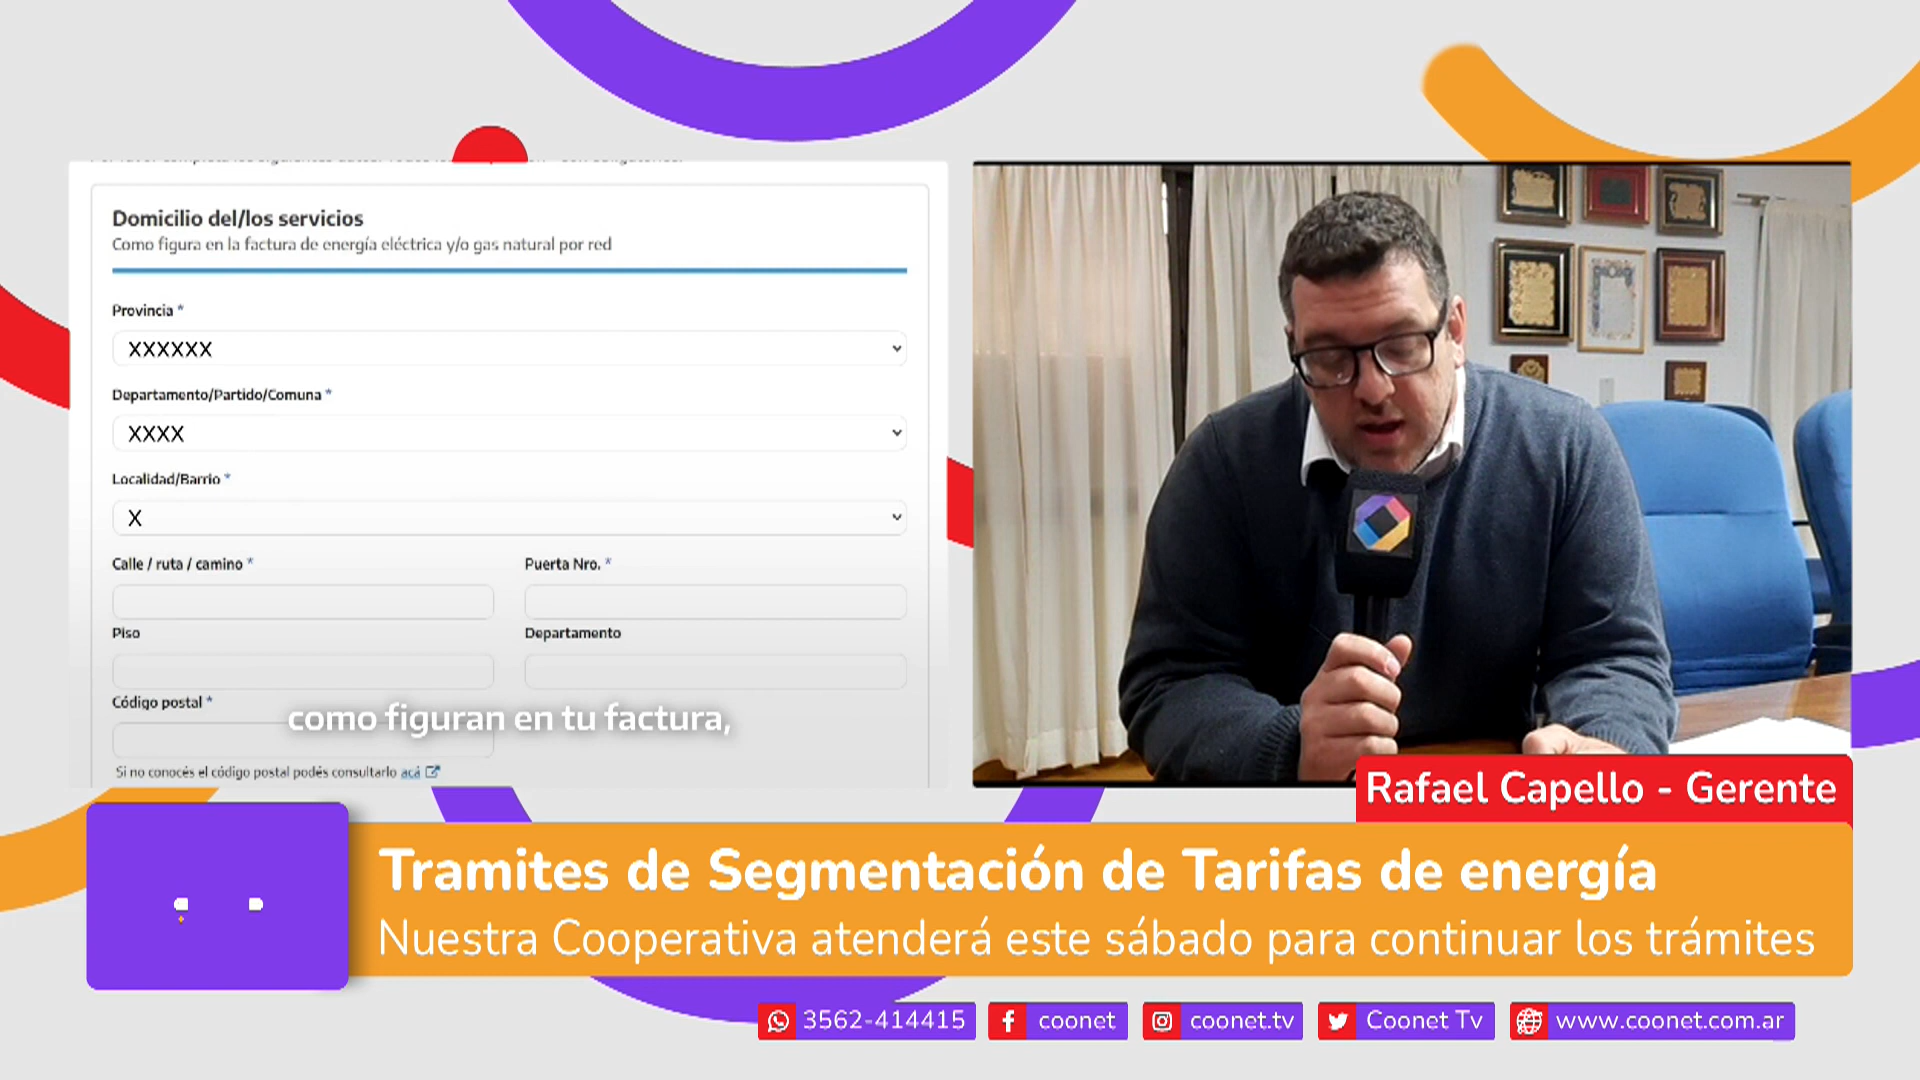 Domicilio del/los servicios
Como figura en la factura de energía eléctrica y/o gas natural por red
Provincia *
XXXXXX
Departamento/Partido/Comuna *
XXXX
Localidad/Barrio *
X
Calle / ruta / camino *
Puerta Nro. *
Piso
Departamento
Código postal *
como figuran en tu factura,
Si no conocés el código postal podés consultarlo acá
Rafael Capello - Gerente
Tramites de Segmentación de Tarifas de energía
Nuestra Cooperativa atenderá este sábado para continuar los trámites
3562-414415
coonet
coonet.tv
Coonet Tv
www.coonet.com.ar